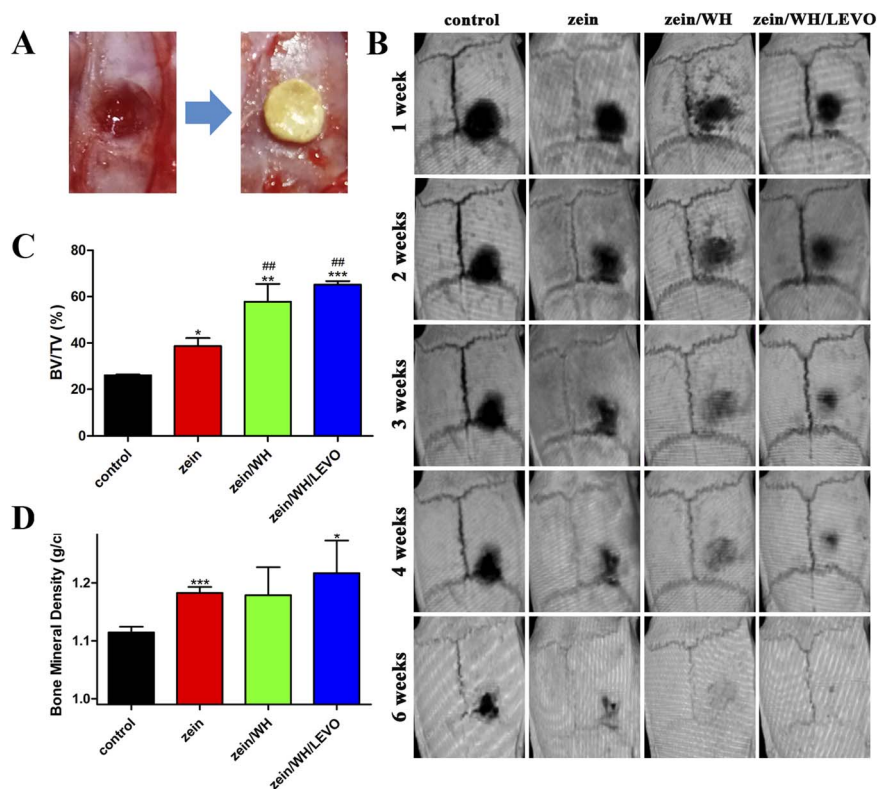 A
B
control
zein
zein/WH
zein/WH/LEVO
1 week
2 weeks
3 weeks
4 weeks
6 weeks
C
BV/TV (%)
80
60
40
20
0
*
##
**
##
***
control
zein
zein/WH
zein/WH/LEVO
D
Bone Mineral Density (g/c
1.2
1.1
1.0
***
*
control
zein
zein/WH
zein/WH/LEVO